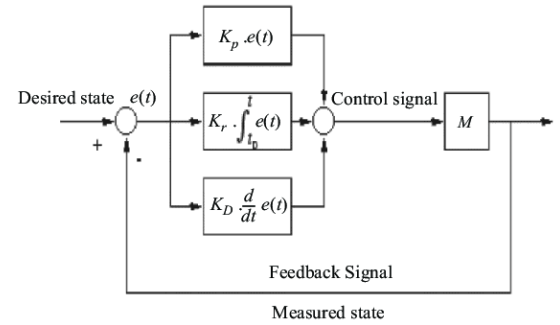 K_p .e(t)
Desired state e(t)
Control signal
+
-
K_r . ∫_{t_0}^{t} e(t)
M
K_D . d/dt e(t)
Feedback Signal
Measured state